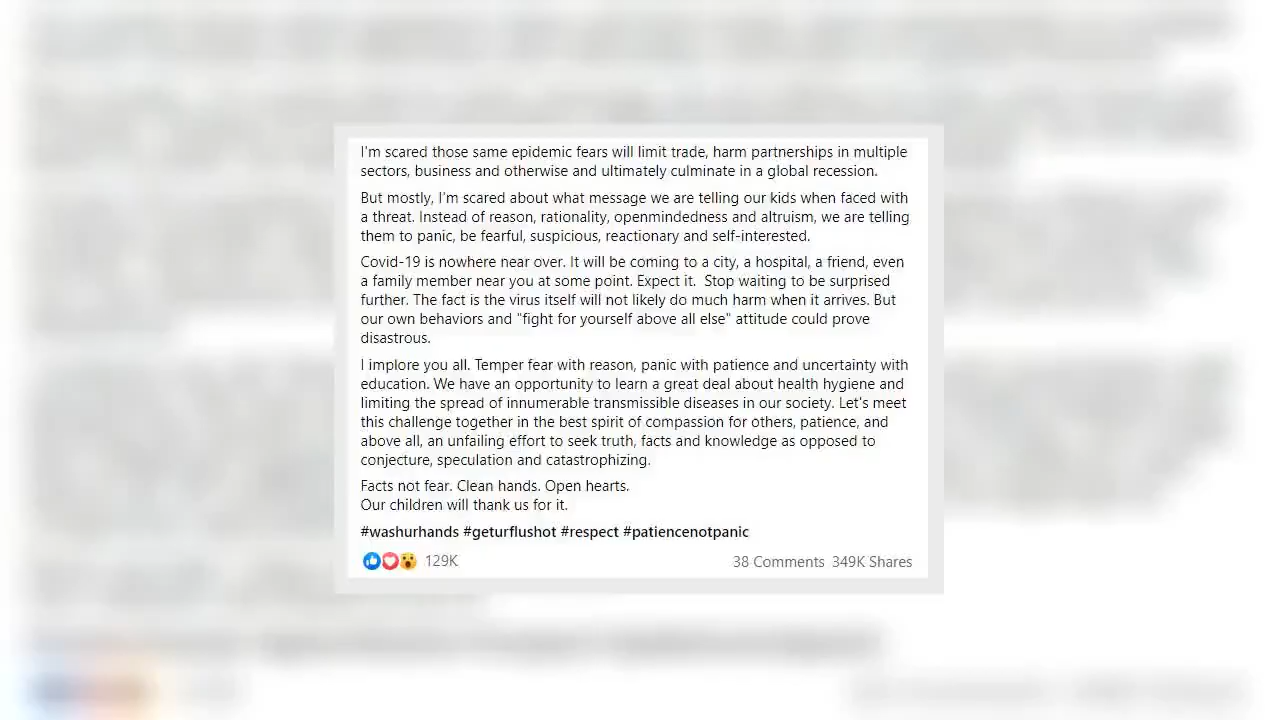 I'm scared those same epidemic fears will limit trade, harm partnerships in multiple
sectors, business and otherwise and ultimately culminate in a global recession.
But mostly, I'm scared about what message we are telling our kids when faced with
a threat. Instead of reason, rationality, openmindedness and altruism, we are telling
them to panic, be fearful, suspicious, reactionary and self-interested.
Covid-19 is nowhere near over. It will be coming to a city, a hospital, a friend, even
a family member near you at some point. Expect it.  Stop waiting to be surprised
further. The fact is the virus itself will not likely do much harm when it arrives. But
our own behaviors and "fight for yourself above all else" attitude could prove
disastrous.
I implore you all. Temper fear with reason, panic with patience and uncertainty with
education. We have an opportunity to learn a great deal about health hygiene and
limiting the spread of innumerable transmissible diseases in our society. Let's meet
this challenge together in the best spirit of compassion for others, patience, and
above all, an unfailing effort to seek truth, facts and knowledge as opposed to
conjecture, speculation and catastrophizing.
Facts not fear. Clean hands. Open hearts.
Our children will thank us for it.
#washurhands #geturflushot #respect #patiencenotpanic
129K 38 Comments 349K Shares